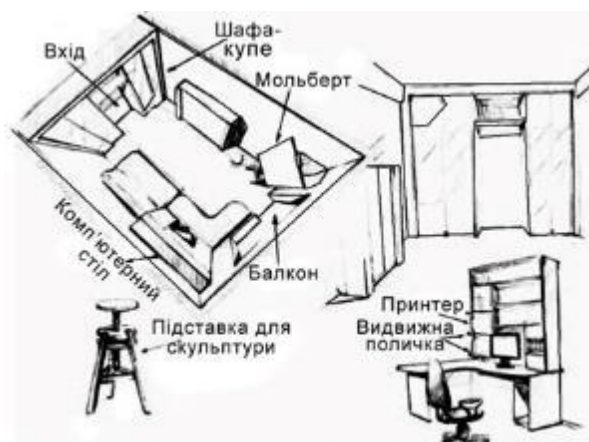 Шафа-
купе
Вхід
Мольберт
Комп'ютерний
стіл
Балкон
Підставка для
скульптури
Принтер
Видвижна
поличка